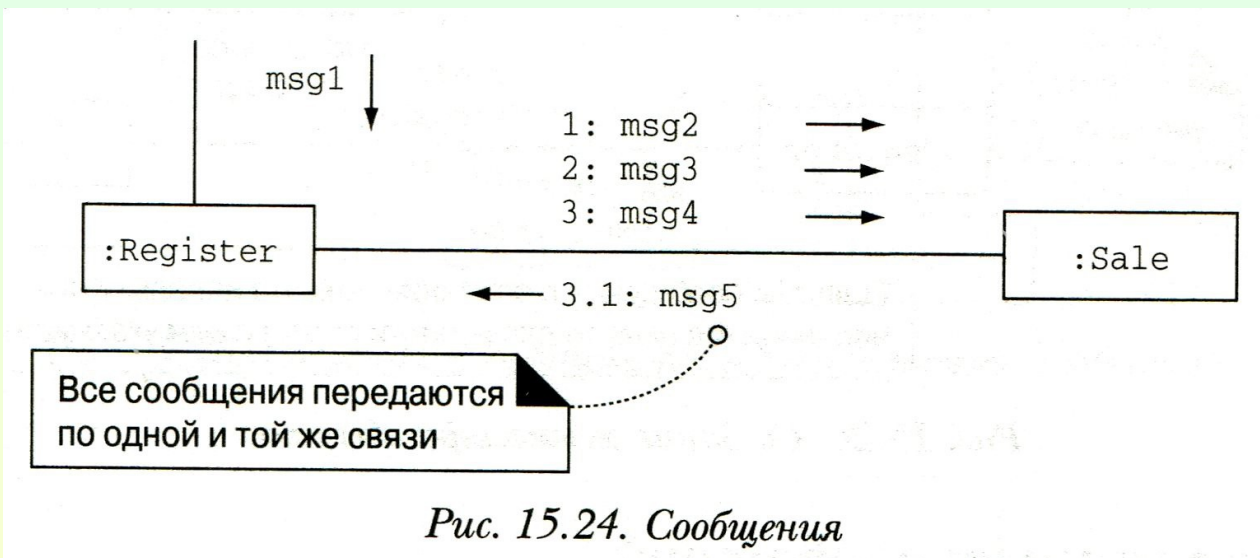 msg1
1: msg2
2: msg3
3: msg4
:Register
:Sale
3.1: msg5
Все сообщения передаются
по одной и той же связи
Рис. 15.24. Сообщения